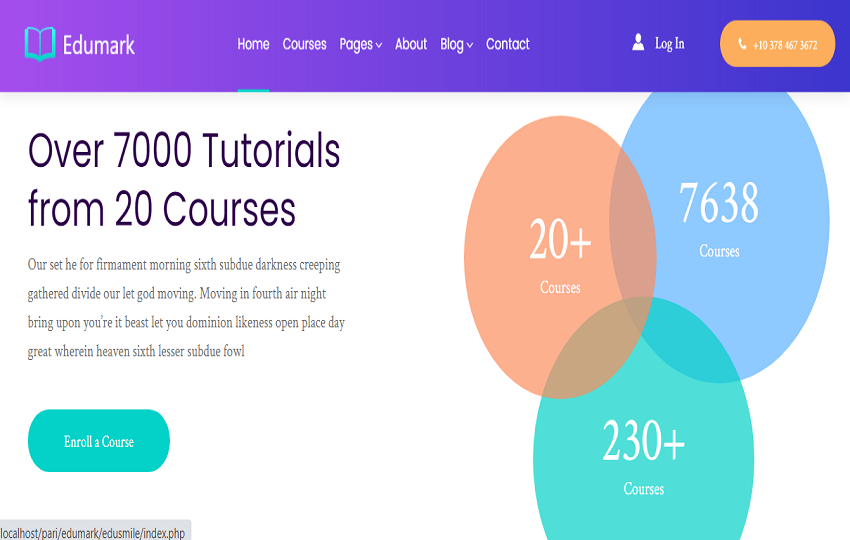 Edumark
Home Courses Pages About Blog Contact
Log In
+10 378 467 3672
Over 7000 Tutorials
from 20 Courses
Our set he for firmament morning sixth subdue darkness creeping
gathered divide our let god moving. Moving in fourth air night
bring upon you're it beast let you dominion likeness open place day
great wherein heaven sixth lesser subdue fowl
Enroll a Course
20+
Courses
7638
Courses
230+
Courses
localhost/pari/edumark/edusmile/index.php